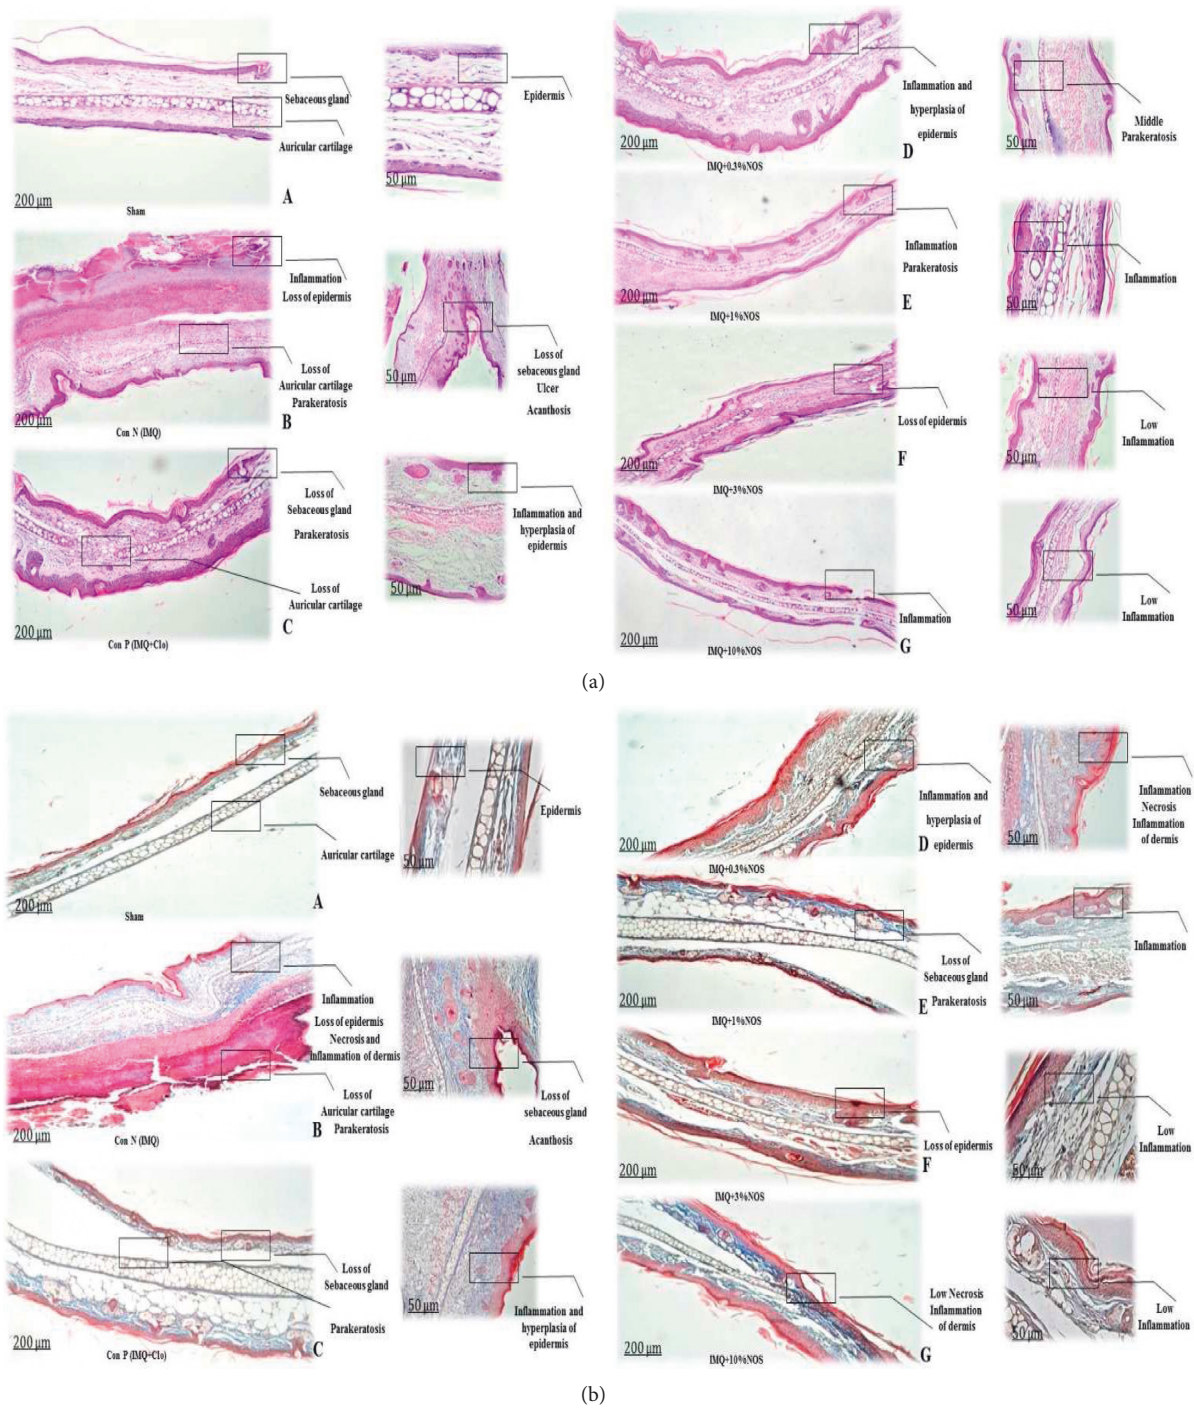 Sebaceous gland
Auricular cartilage
200 μm
A
Sham
Epidermis
50 μm
Inflammation
Loss of epidermis
Loss of
Auricular cartilage
Parakeratosis
200 μm
B
Con N (IMQ)
Loss of
sebaceous gland
Ulcer
Acanthosis
50 μm
Loss of
Sebaceous gland
Parakeratosis
Loss of
Auricular cartilage
200 μm
C
Con P (IMQ+Clo)
Inflammation and
hyperplasia of
epidermis
50 μm
Inflammation and
hyperplasia of
epidermis
200 μm
D
IMQ+0.3%NOS
Middle
Parakeratosis
50 μm
Inflammation
Parakeratosis
200 μm
E
IMQ+1%NOS
Inflammation
50 μm
Loss of epidermis
200 μm
F
IMQ+3%NOS
Low
Inflammation
50 μm
Inflammation
200 μm
G
IMQ+10%NOS
Low
Inflammation
50 μm
(a)
Sebaceous gland
Auricular cartilage
200 μm
A
Sham
Epidermis
50 μm
Inflammation
Loss of epidermis
Necrosis and
inflammation of dermis
Loss of
Auricular cartilage
Parakeratosis
200 μm
B
Con N (IMQ)
Loss of
sebaceous gland
Acanthosis
50 μm
Loss of
Sebaceous gland
Parakeratosis
200 μm
C
Con P (IMQ+Clo)
Inflammation and
hyperplasia of
epidermis
50 μm
Inflammation and
hyperplasia of
epidermis
200 μm
D
IMQ+0.3%NOS
Inflammation
Necrosis
Inflammation
of dermis
50 μm
Loss of
Sebaceous gland
Parakeratosis
200 μm
E
IMQ+1%NOS
Inflammation
50 μm
Loss of epidermis
200 μm
F
IMQ+3%NOS
Low
Inflammation
50 μm
Low Necrosis
Inflammation
of dermis
200 μm
G
IMQ+10%NOS
Low
Inflammation
50 μm
(b)